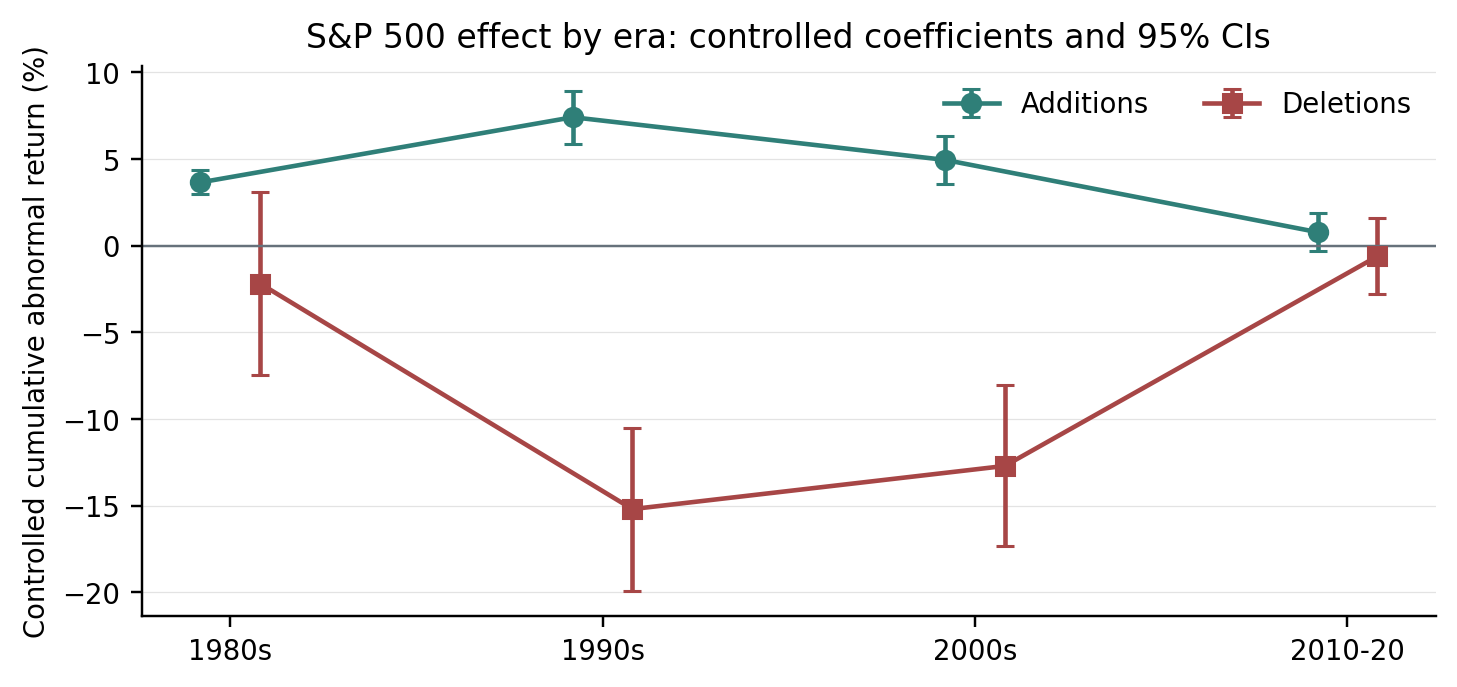 S&P 500 effect by era: controlled coefficients and 95% CIs
Controlled cumulative abnormal return (%)
Additions
Deletions
10
5
0
−5
−10
−15
−20
1980s
1990s
2000s
2010-20